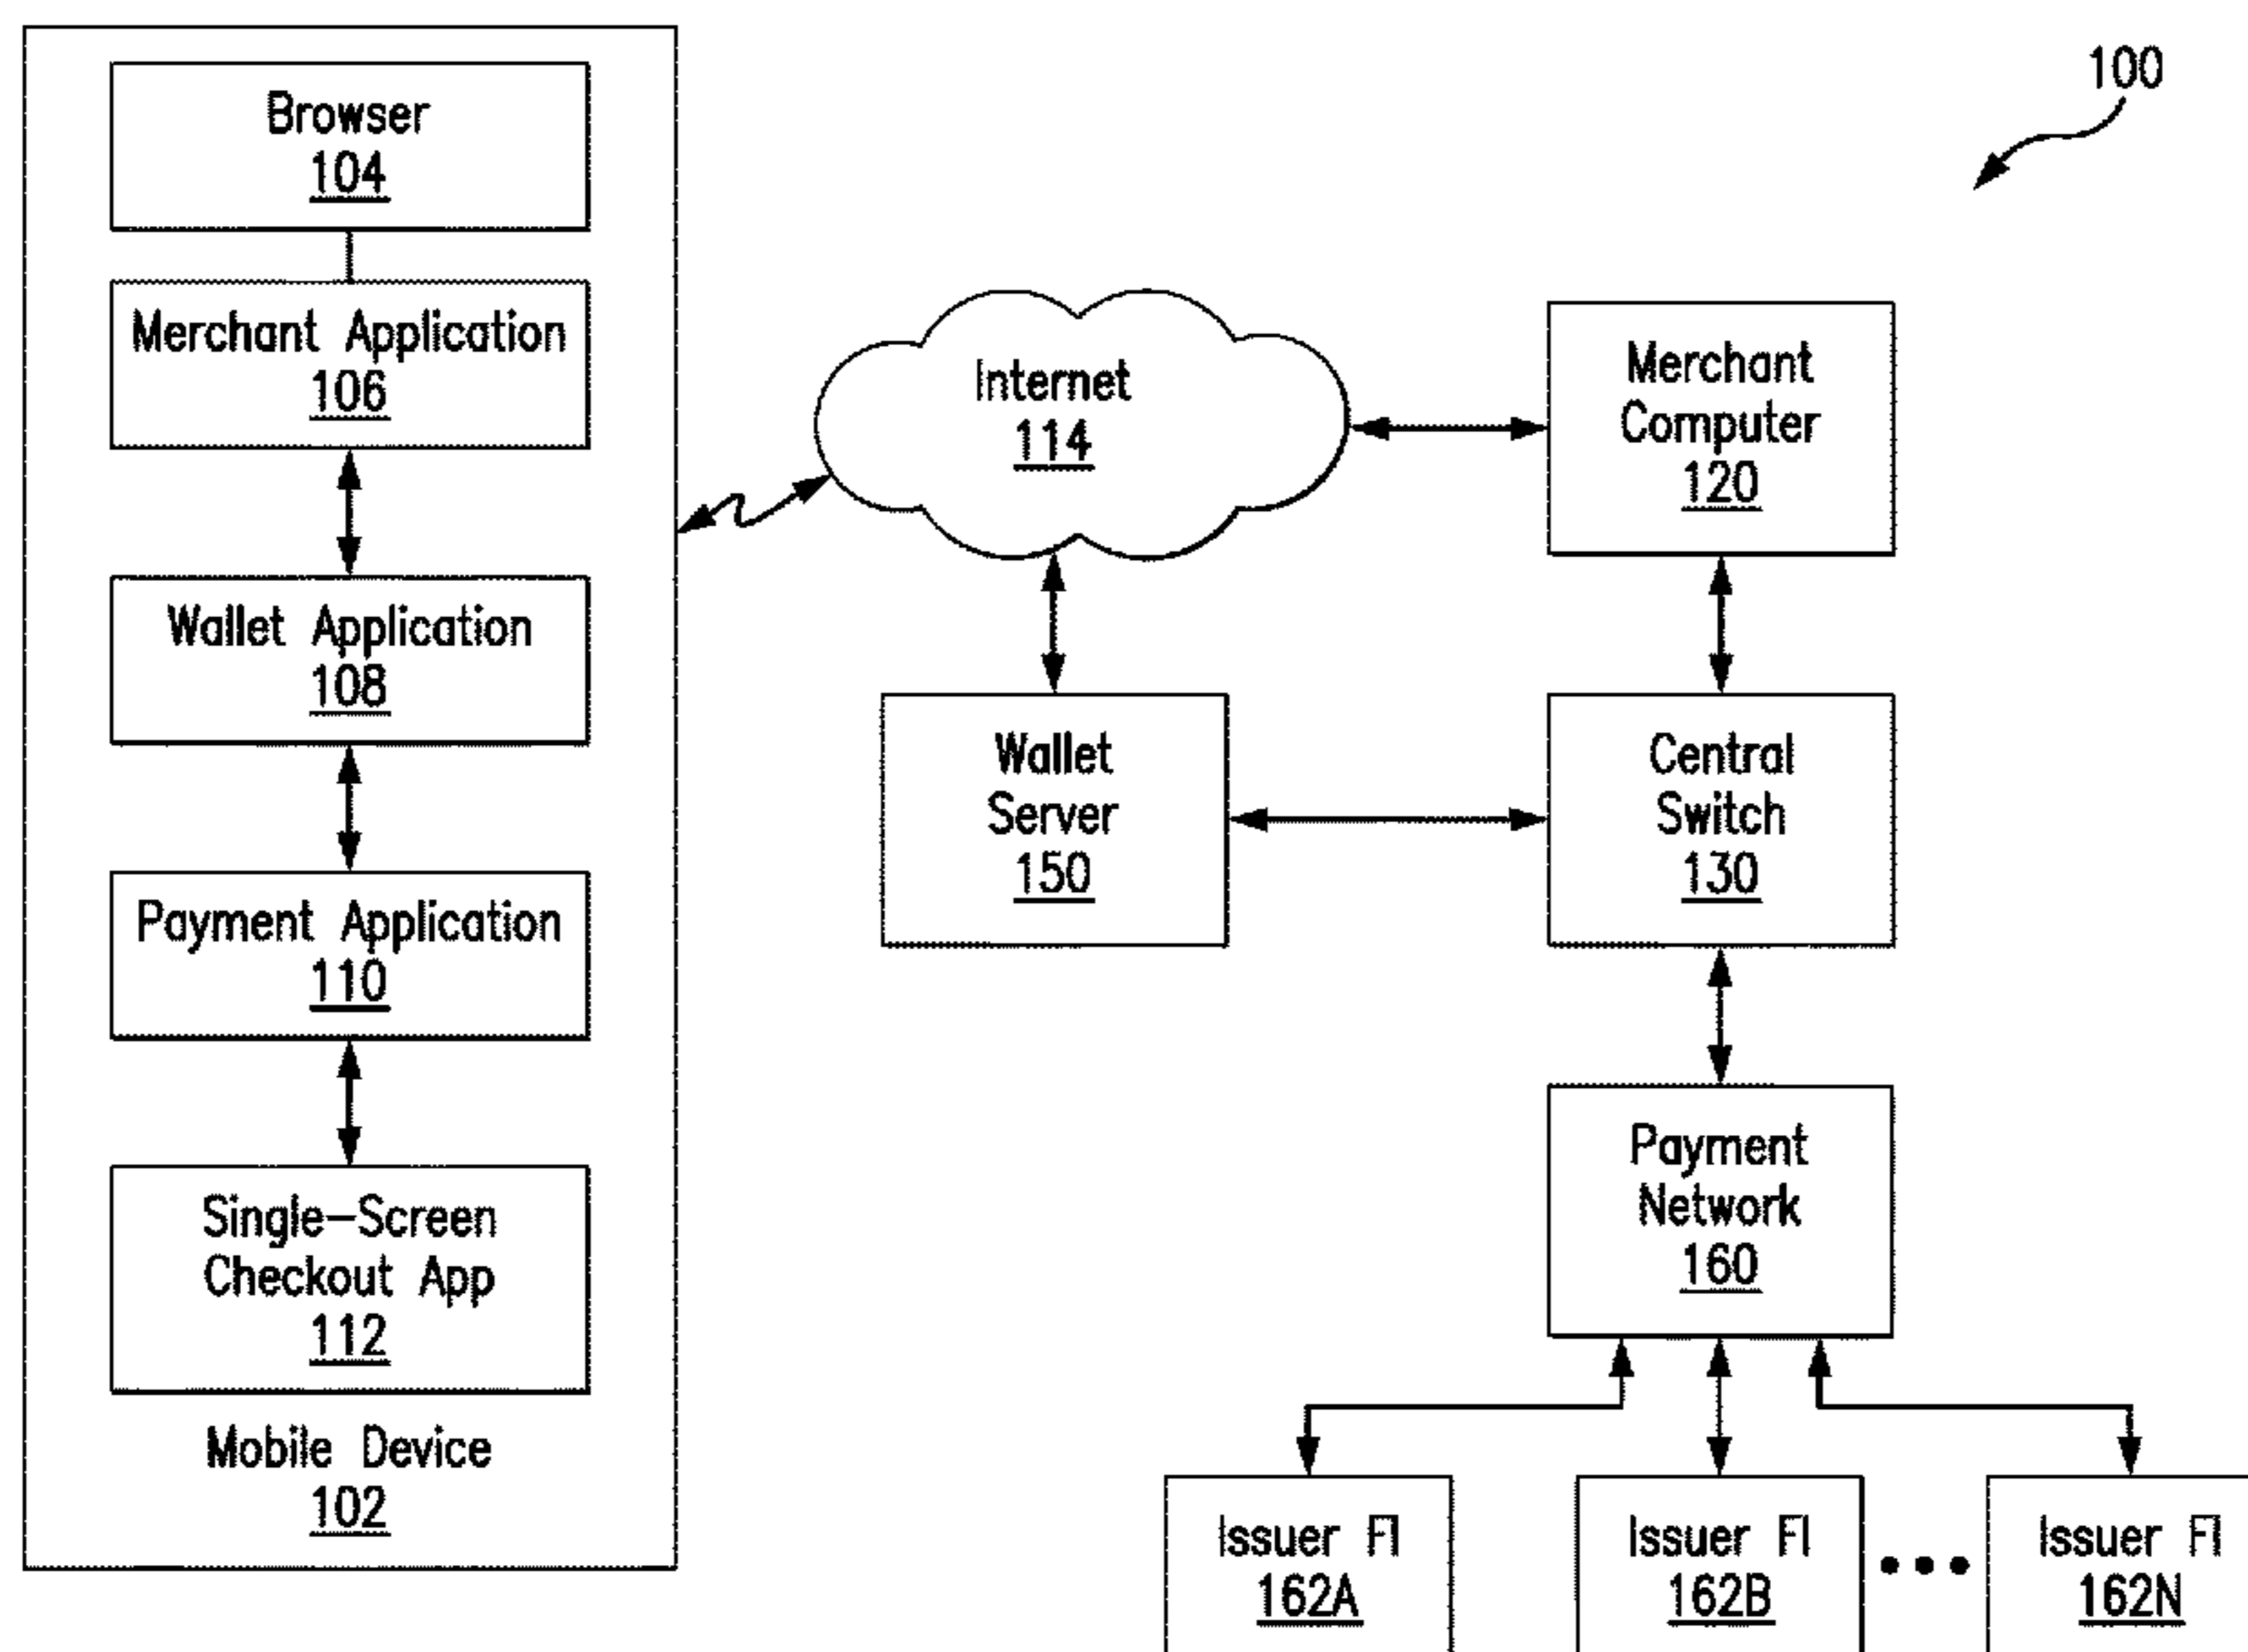 100
Browser
104
Merchant Application
106
Wallet Application
108
Payment Application
110
Single-Screen
Checkout App
112
Mobile Device
102
Internet
114
Merchant
Computer
120
Wallet
Server
150
Central
Switch
130
Payment
Network
160
Issuer FI
162A
Issuer FI
162B
Issuer FI
162N